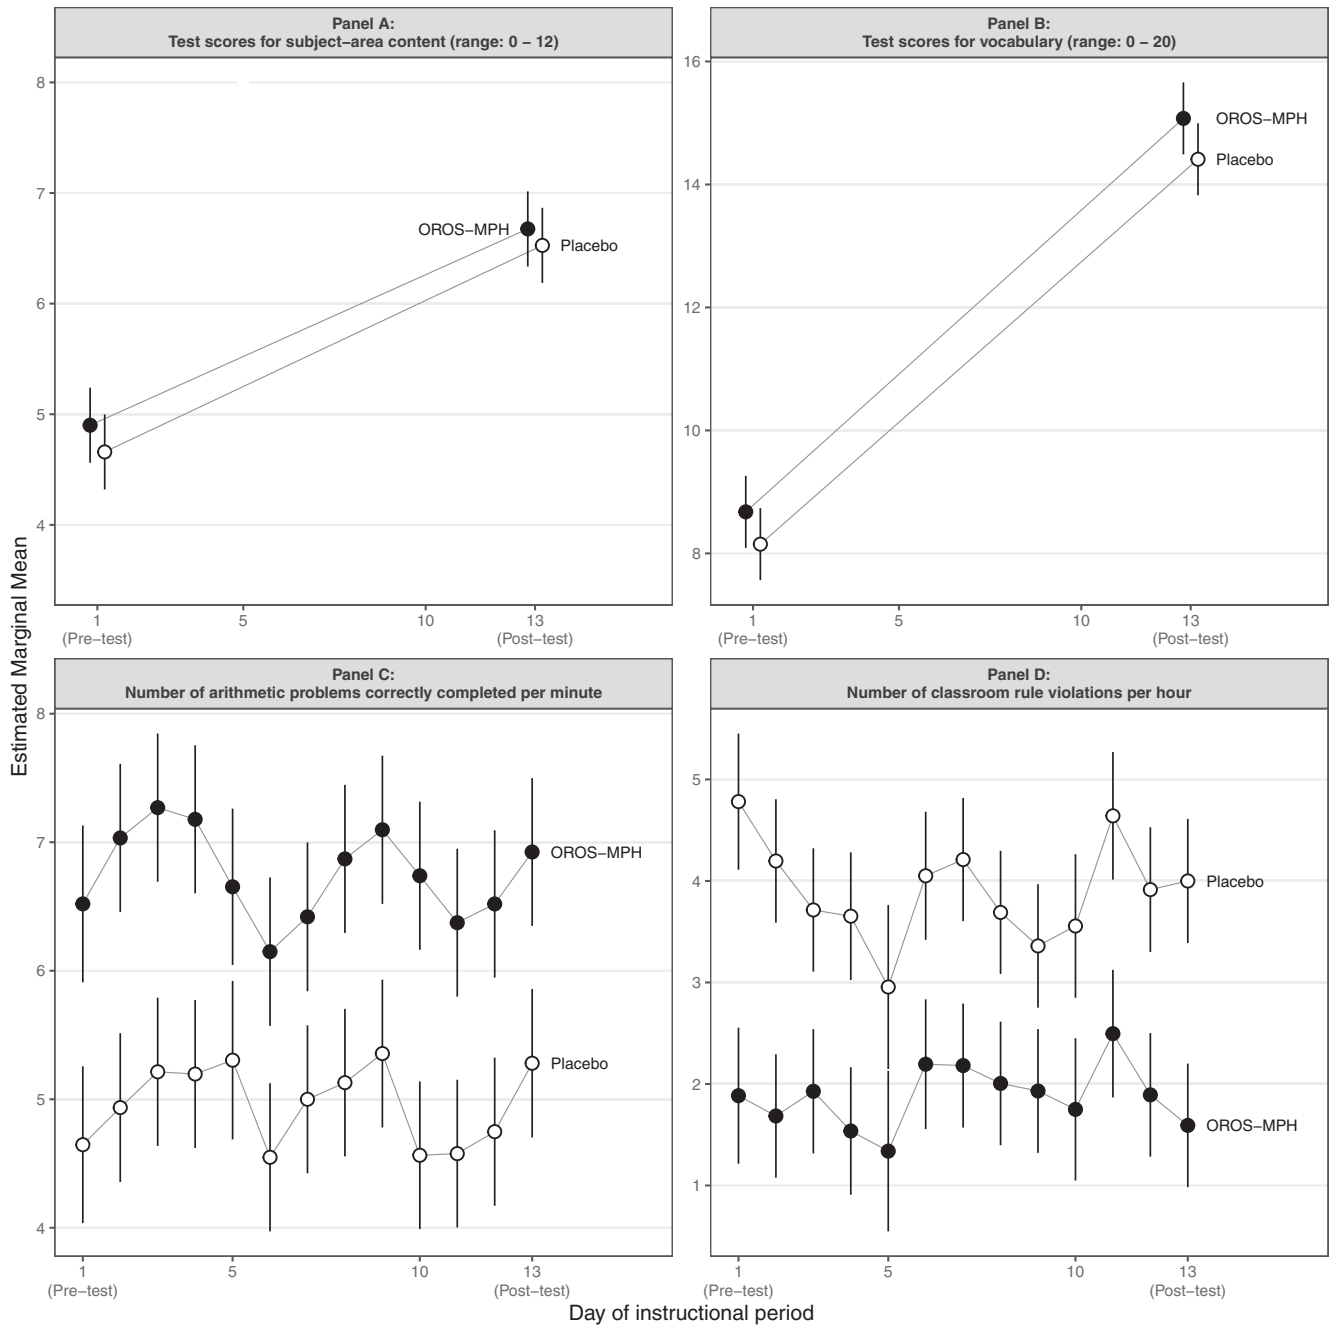 Panel A:
Test scores for subject−area content (range: 0 − 12)
8
7
6
5
4
OROS−MPH
Placebo
1
5
10
13
(Pre−test)
(Post−test)
Panel B:
Test scores for vocabulary (range: 0 − 20)
16
14
12
10
8
OROS−MPH
Placebo
1
5
10
13
(Pre−test)
(Post−test)
Estimated Marginal Mean
Panel C:
Number of arithmetic problems correctly completed per minute
8
7
6
5
4
OROS−MPH
Placebo
1
5
10
13
(Pre−test)
(Post−test)
Panel D:
Number of classroom rule violations per hour
5
4
3
2
1
Placebo
OROS−MPH
1
5
10
13
(Pre−test)
(Post−test)
Day of instructional period